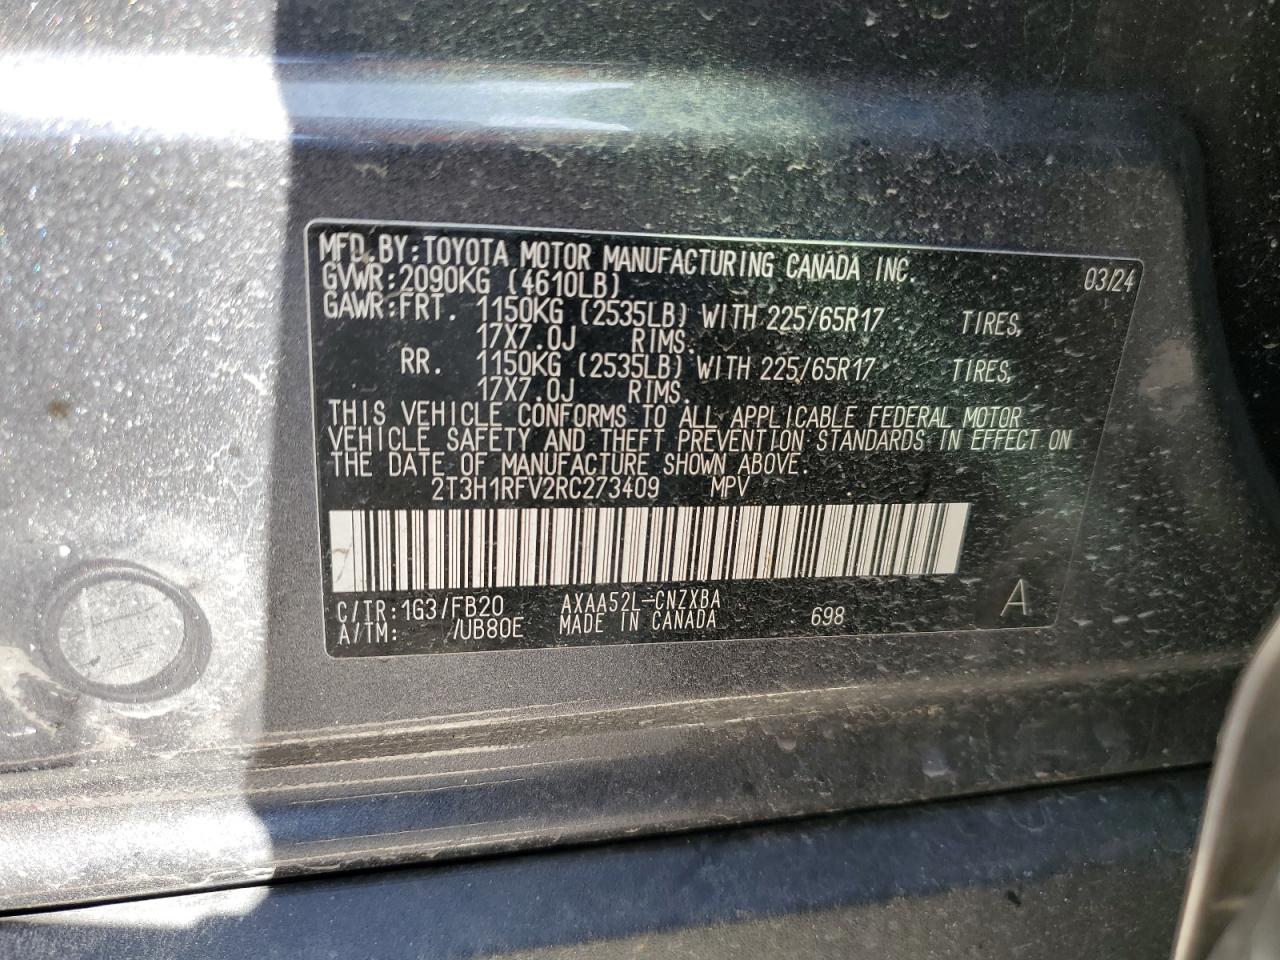 MFD. BY: TOYOTA MOTOR MANUFACTURING CANADA INC. 03/24
GVWR: 2090KG (4610LB)
GAWR: FRT. 1150KG (2535LB) WITH 225/65R17 TIRES,
17X7.0J RIMS.
RR. 1150KG (2535LB) WITH 225/65R17 TIRES,
17X7.0J RIMS.
THIS VEHICLE CONFORMS TO ALL APPLICABLE FEDERAL MOTOR
VEHICLE SAFETY AND THEFT PREVENTION STANDARDS IN EFFECT ON
THE DATE OF MANUFACTURE SHOWN ABOVE.
2T3H1RFV2RC273409 MPV
C/TR: 1G3/FB20 AXAA52L-CNZXBA
A/TM: /UB80E MADE IN CANADA 698 A